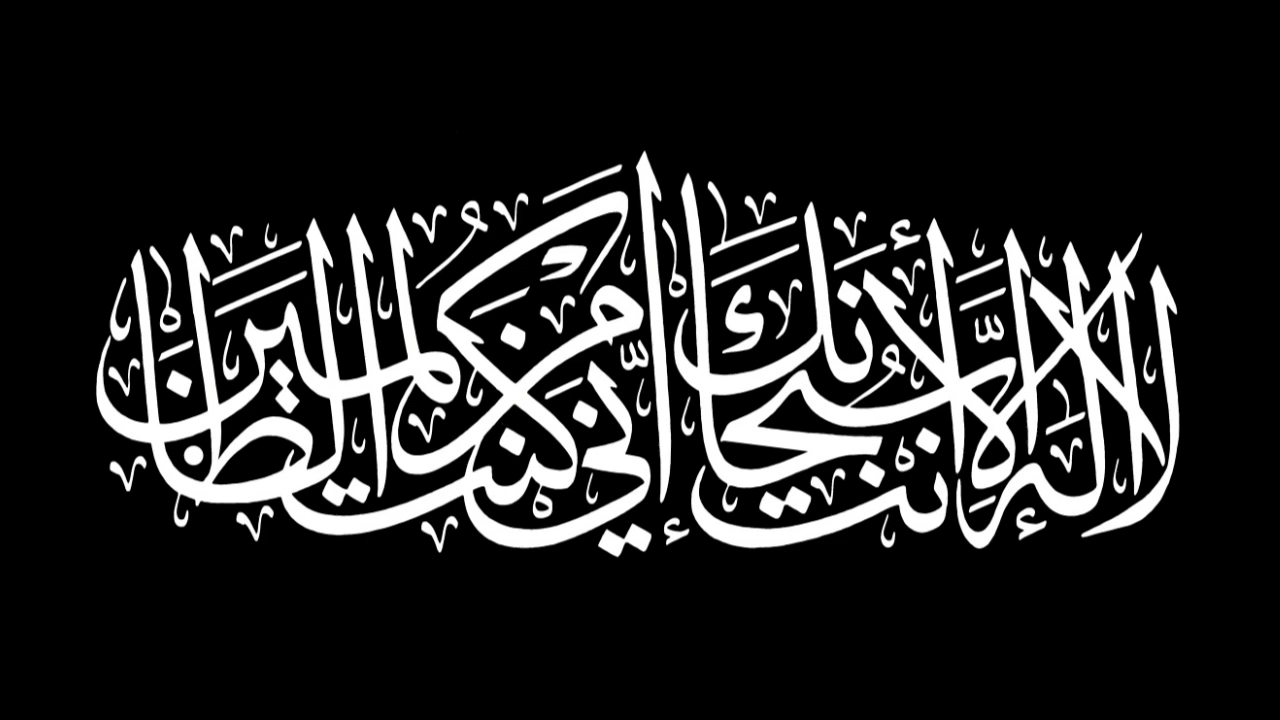 لا إله إلا أنت سبحانك إني كنت من الظالمين